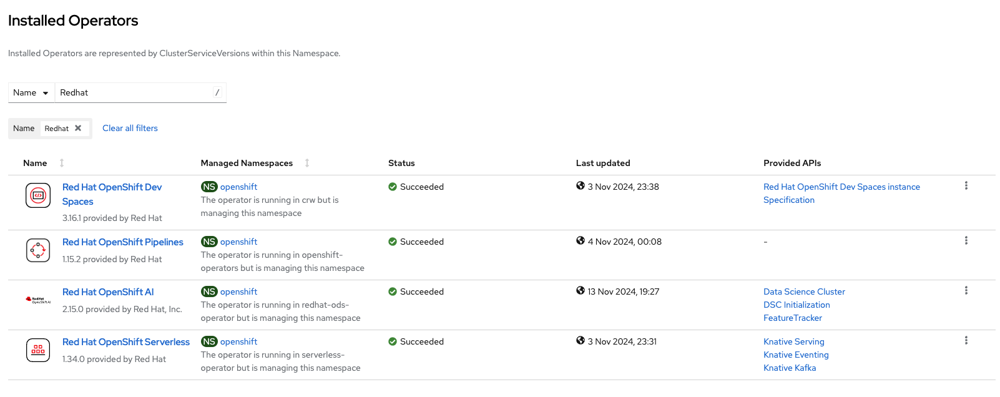 Installed Operators
Installed Operators are represented by ClusterServiceVersions within this Namespace.
Name Redhat /
Name Redhat Clear all filters
Name Managed Namespaces Status Last updated Provided APIs
Red Hat OpenShift Dev Spaces
3.16.1 provided by Red Hat
NS openshift
The operator is running in crw but is
managing this namespace
Succeeded
3 Nov 2024, 23:38
Red Hat OpenShift Dev Spaces instance
Specification
Red Hat OpenShift Pipelines
1.15.2 provided by Red Hat
NS openshift
The operator is running in openshift-
operators but is managing this namespace
Succeeded
4 Nov 2024, 00:08
-
Red Hat
OpenShift AI
Red Hat OpenShift AI
2.15.0 provided by Red Hat, Inc.
NS openshift
The operator is running in redhat-ods-
operator but is managing this namespace
Succeeded
13 Nov 2024, 19:27
Data Science Cluster
DSC Initialization
FeatureTracker
Red Hat OpenShift Serverless
1.34.0 provided by Red Hat
NS openshift
The operator is running in serverless-
operator but is managing this namespace
Succeeded
3 Nov 2024, 23:31
Knative Serving
Knative Eventing
Knative Kafka